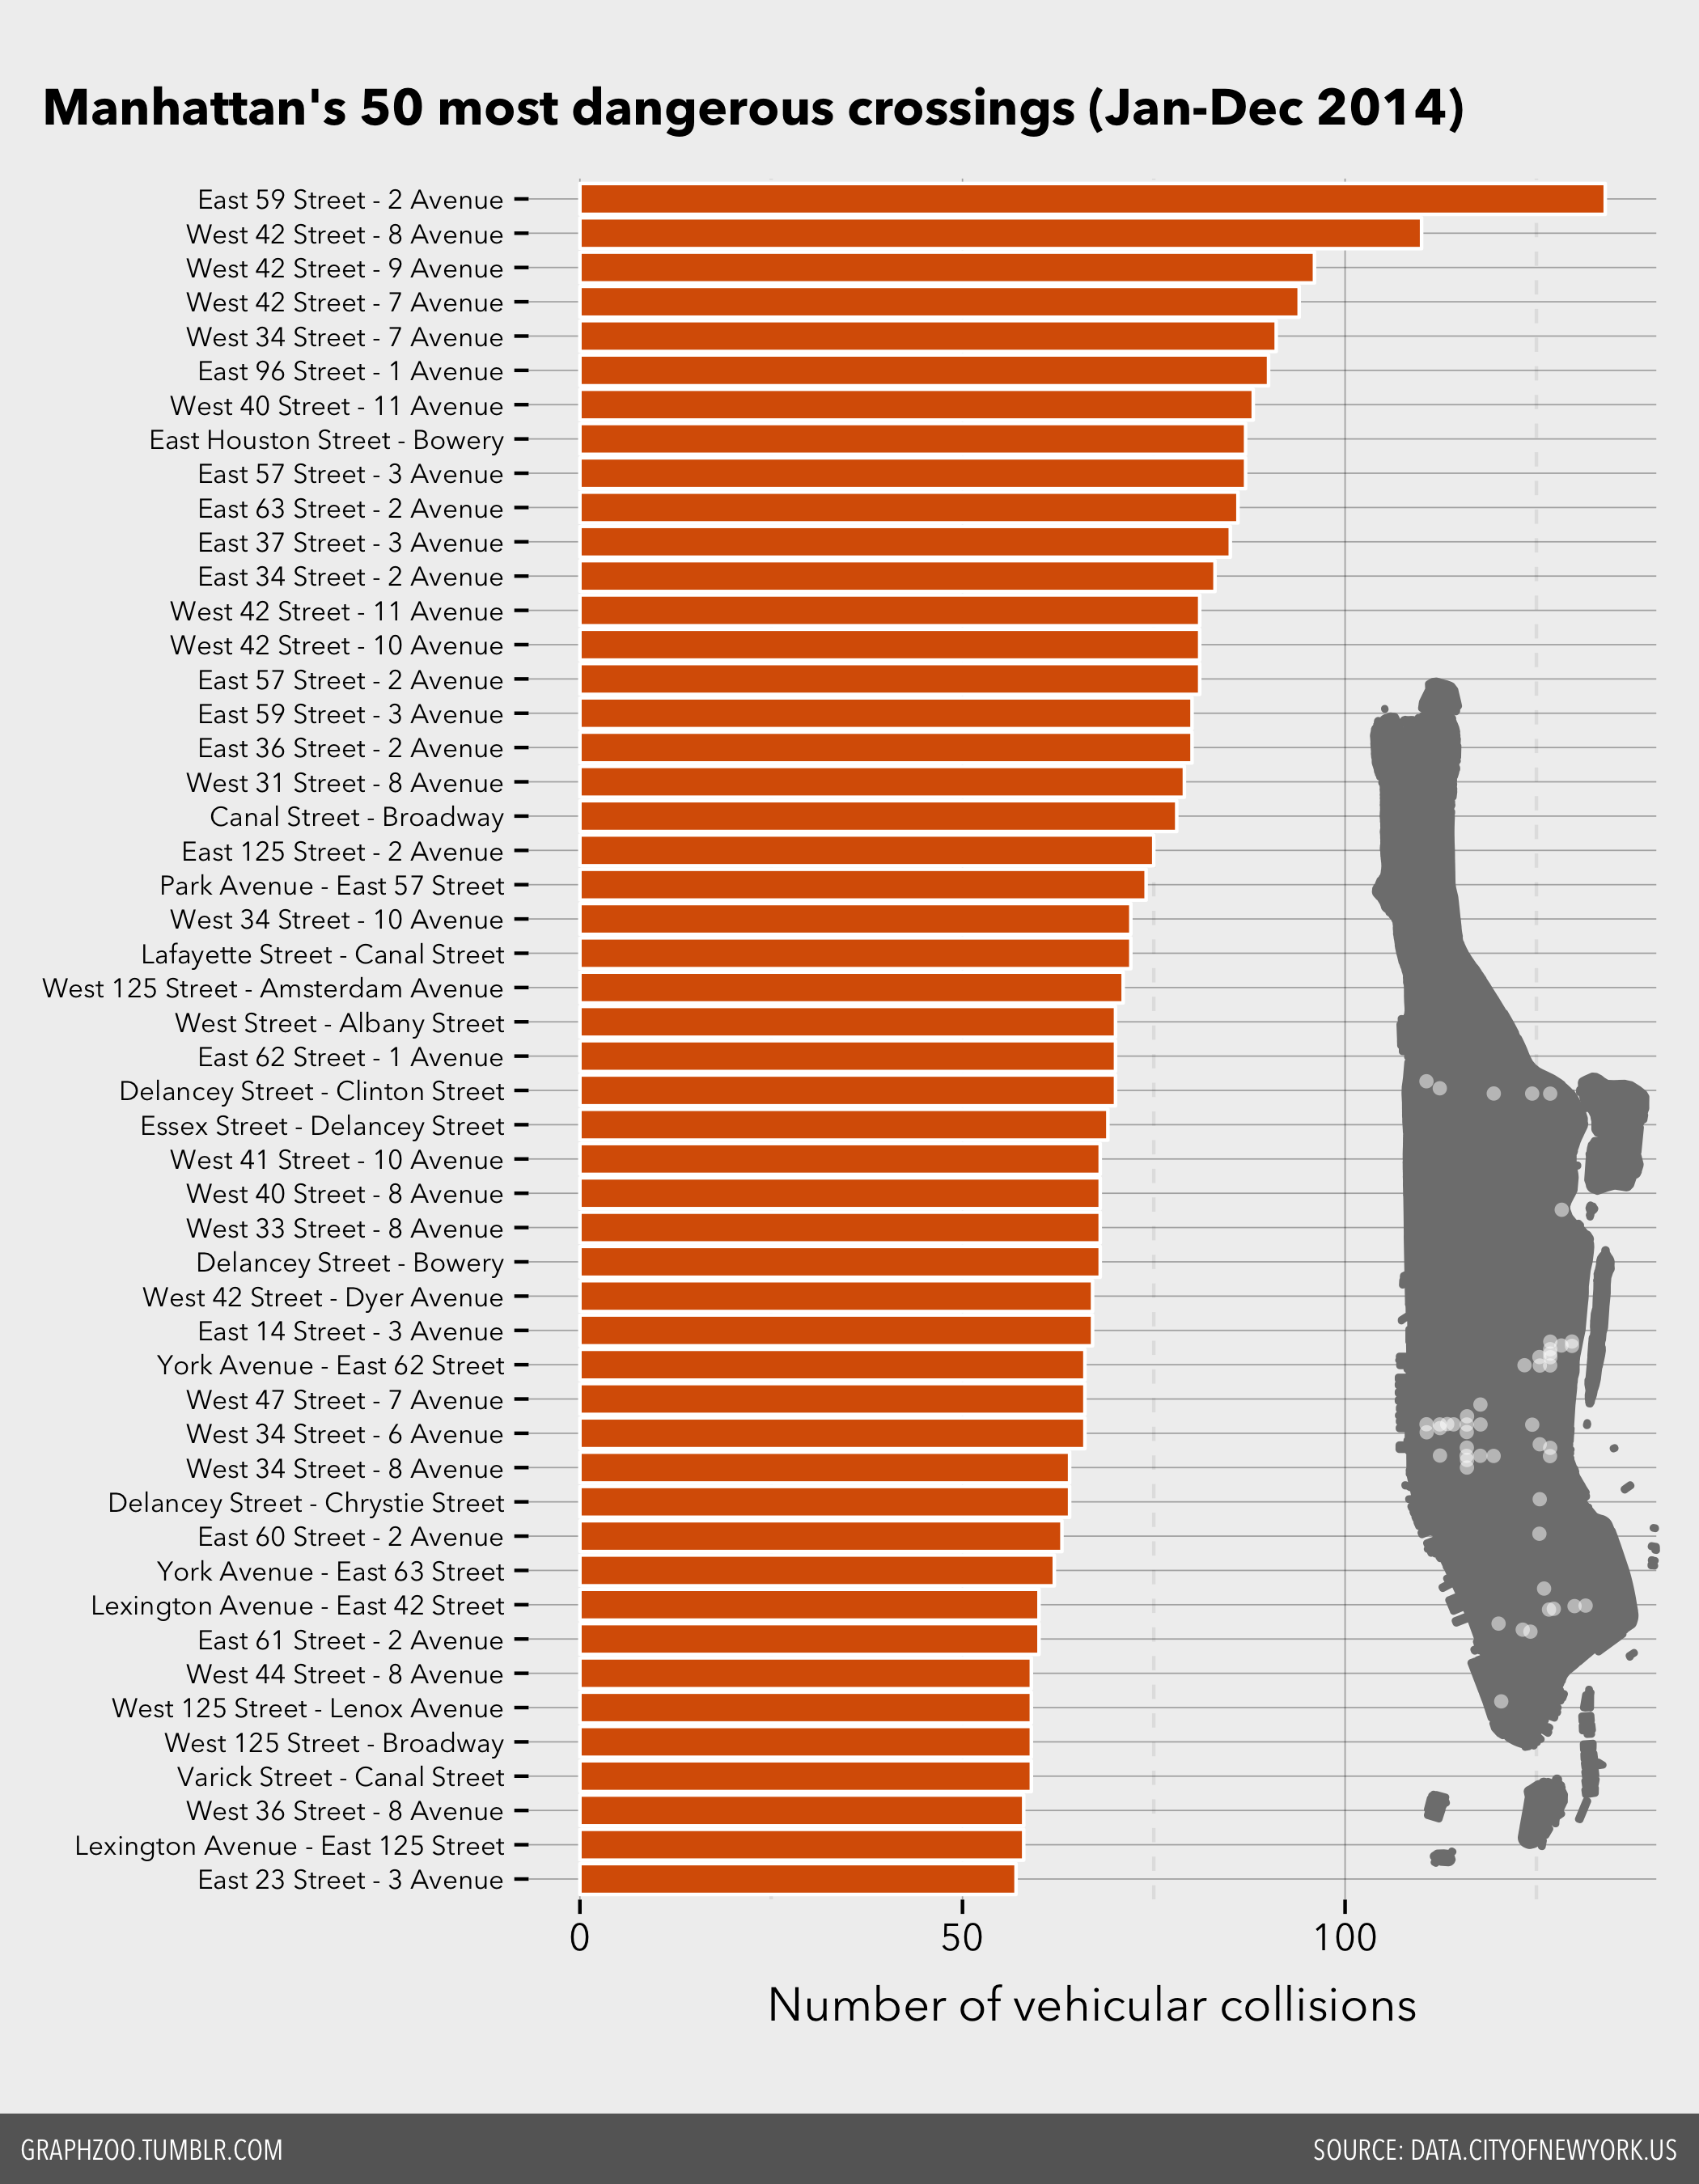 Manhattan's 50 most dangerous crossings (Jan-Dec 2014)
East 59 Street - 2 Avenue
West 42 Street - 8 Avenue
West 42 Street - 9 Avenue
West 42 Street - 7 Avenue
West 34 Street - 7 Avenue
East 96 Street - 1 Avenue
West 40 Street - 11 Avenue
East Houston Street - Bowery
East 57 Street - 3 Avenue
East 63 Street - 2 Avenue
East 37 Street - 3 Avenue
East 34 Street - 2 Avenue
West 42 Street - 11 Avenue
West 42 Street - 10 Avenue
East 57 Street - 2 Avenue
East 59 Street - 3 Avenue
East 36 Street - 2 Avenue
West 31 Street - 8 Avenue
Canal Street - Broadway
East 125 Street - 2 Avenue
Park Avenue - East 57 Street
West 34 Street - 10 Avenue
Lafayette Street - Canal Street
West 125 Street - Amsterdam Avenue
West Street - Albany Street
East 62 Street - 1 Avenue
Delancey Street - Clinton Street
Essex Street - Delancey Street
West 41 Street - 10 Avenue
West 40 Street - 8 Avenue
West 33 Street - 8 Avenue
Delancey Street - Bowery
West 42 Street - Dyer Avenue
East 14 Street - 3 Avenue
York Avenue - East 62 Street
West 47 Street - 7 Avenue
West 34 Street - 6 Avenue
West 34 Street - 8 Avenue
Delancey Street - Chrystie Street
East 60 Street - 2 Avenue
York Avenue - East 63 Street
Lexington Avenue - East 42 Street
East 61 Street - 2 Avenue
West 44 Street - 8 Avenue
West 125 Street - Lenox Avenue
West 125 Street - Broadway
Varick Street - Canal Street
West 36 Street - 8 Avenue
Lexington Avenue - East 125 Street
East 23 Street - 3 Avenue
0 50 100
Number of vehicular collisions
GRAPHZOO.TUMBLR.COM SOURCE: DATA.CITYOFNEWYORK.US